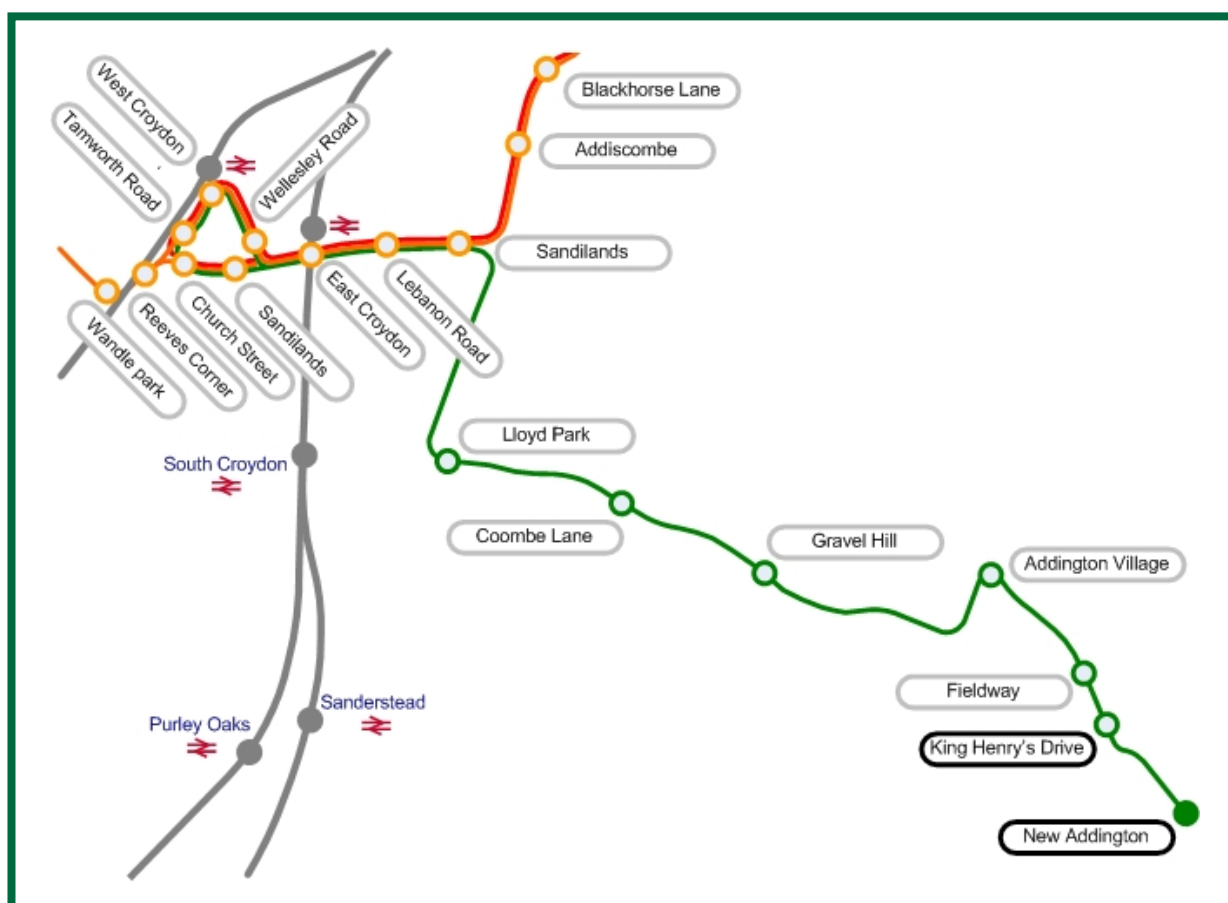 West Croydon
Tamworth Road
Wellesley Road
Blackhorse Lane
Addiscombe
Sandilands
Wandle park
Reeves Corner
Church Street
Sandilands
East Croydon
Lebanon Road
South Croydon
Lloyd Park
Coombe Lane
Gravel Hill
Addington Village
Fieldway
King Henry's Drive
New Addington
Sanderstead
Purley Oaks